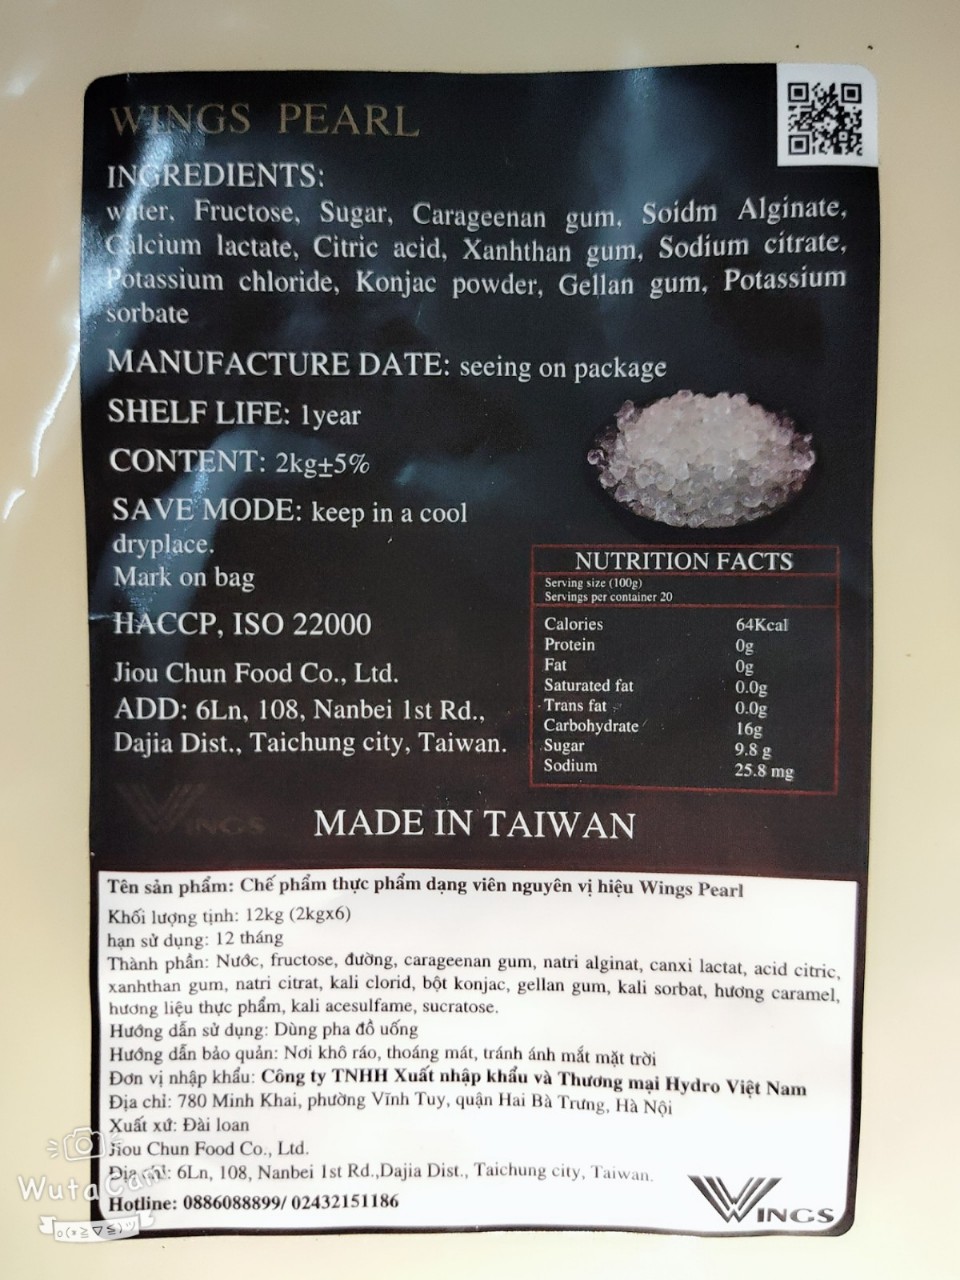 WINGS PEARL
INGREDIENTS:
water, Fructose, Sugar, Carageenan gum, Soidm Alginate,
Calcium lactate, Citric acid, Xanhthan gum, Sodium citrate,
Potassium chloride, Konjac powder, Gellan gum, Potassium
sorbate
MANUFACTURE DATE: seeing on package
SHELF LIFE: 1year
CONTENT: 2kg±5%
SAVE MODE: keep in a cool
dryplace.
Mark on bag
HACCP, ISO 22000
Jiou Chun Food Co., Ltd.
ADD: 6Ln, 108, Nanbei 1st Rd.,
Dajia Dist., Taichung city, Taiwan.
NUTRITION FACTS
Serving size (100g)
Servings per container 20
Calories 64Kcal
Protein 0g
Fat 0g
Saturated fat 0.0g
Trans fat 0.0g
Carbohydrate 16g
Sugar 9.8 g
Sodium 25.8 mg
WINGS
MADE IN TAIWAN
Tên sản phẩm: Chế phẩm thực phẩm dạng viên nguyên vị hiệu Wings Pearl
Khối lượng tịnh: 12kg (2kgx6)
hạn sử dụng: 12 tháng
Thành phần: Nước, fructose, đường, carageenan gum, natri alginat, canxi lactat, acid citric,
xanhthan gum, natri citrat, kali clorid, bột konjac, gellan gum, kali sorbat, hương caramel,
hương liệu thực phẩm, kali acesulfame, sucratose.
Hướng dẫn sử dụng: Dùng pha đồ uống
Hướng dẫn bảo quản: Nơi khô ráo, thoáng mát, tránh ánh mắt mặt trời
Đơn vị nhập khẩu: Công ty TNHH Xuất nhập khẩu và Thương mại Hydro Việt Nam
Địa chỉ: 780 Minh Khai, phường Vĩnh Tuy, quận Hai Bà Trưng, Hà Nội
Xuất xứ: Đài loan
Jiou Chun Food Co., Ltd.
Địa chỉ: 6Ln, 108, Nanbei 1st Rd.,Dajia Dist., Taichung city, Taiwan.
Hotline: 0886088899/ 02432151186
WINGS
WutaCam